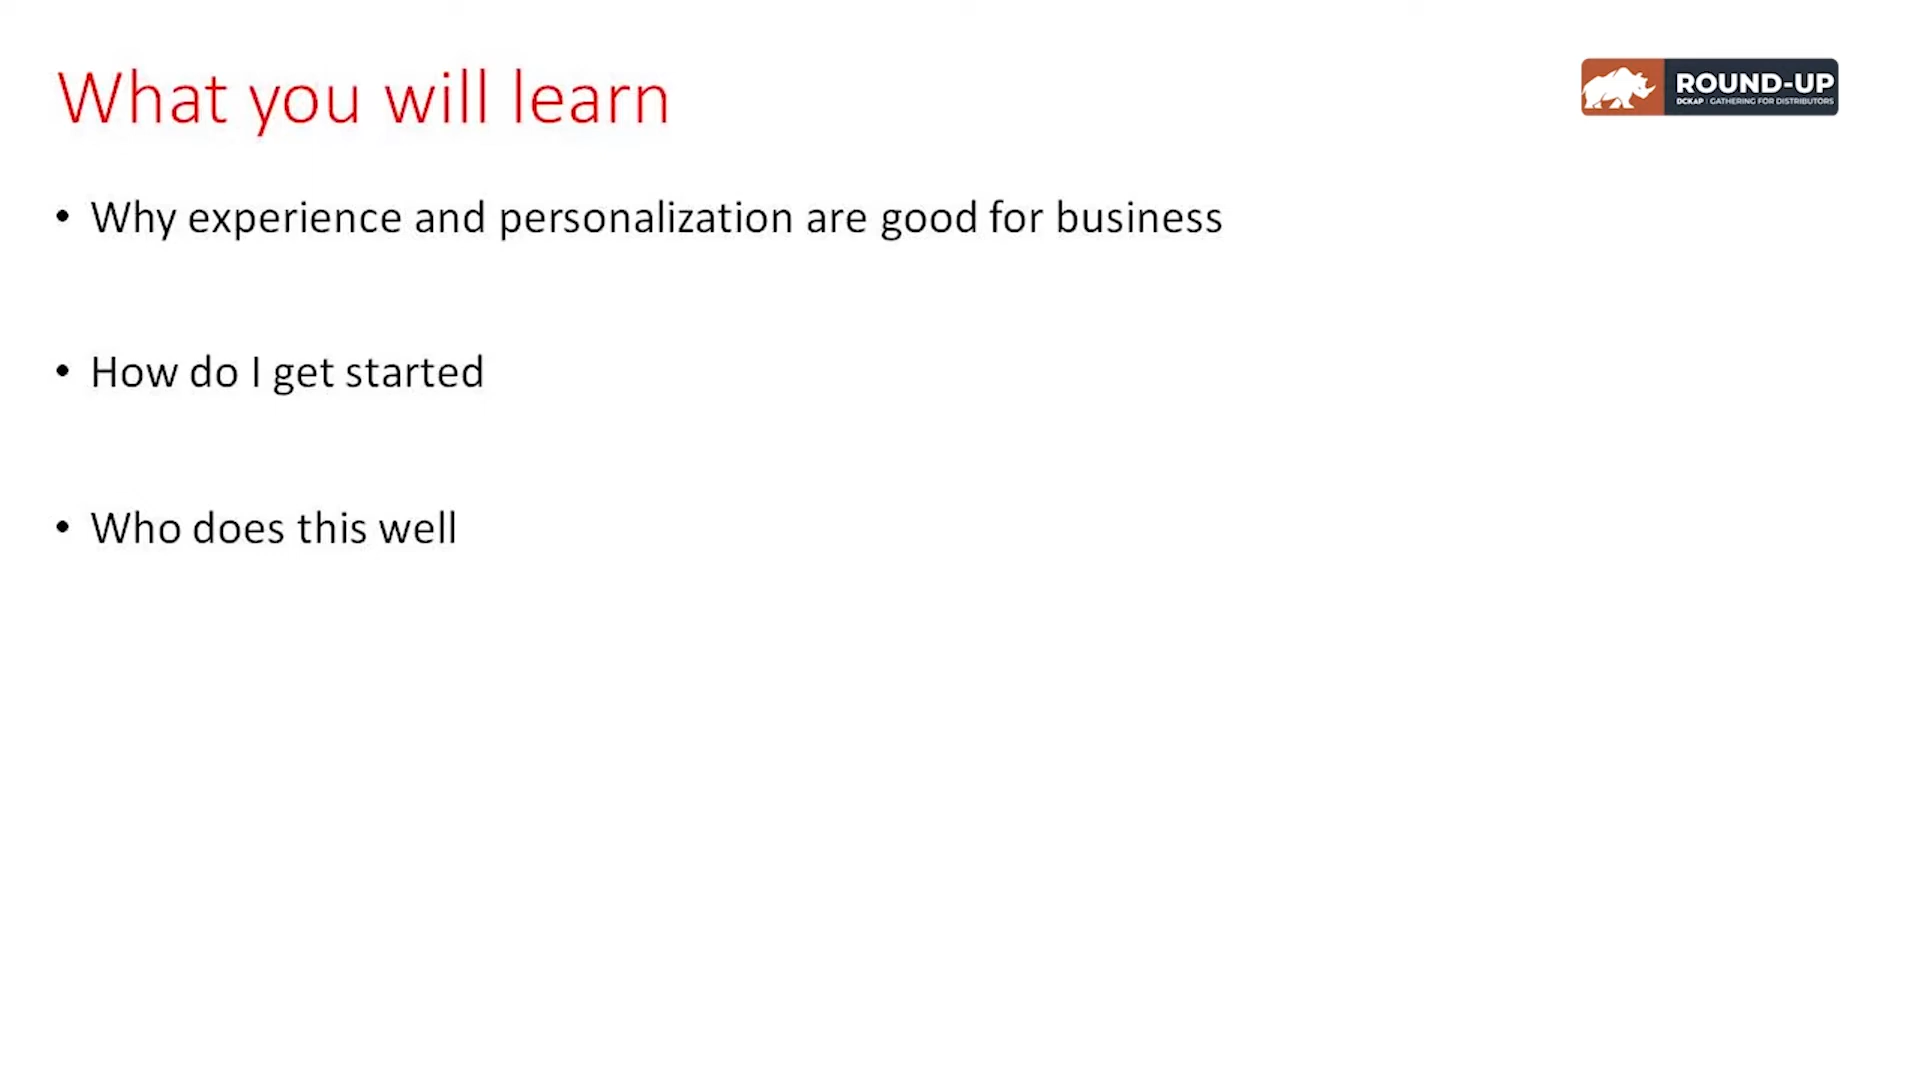 What you will learn
ROUND-UP
DCKAP | GATHERING FOR DISTRIBUTORS
• Why experience and personalization are good for business
• How do I get started
• Who does this well